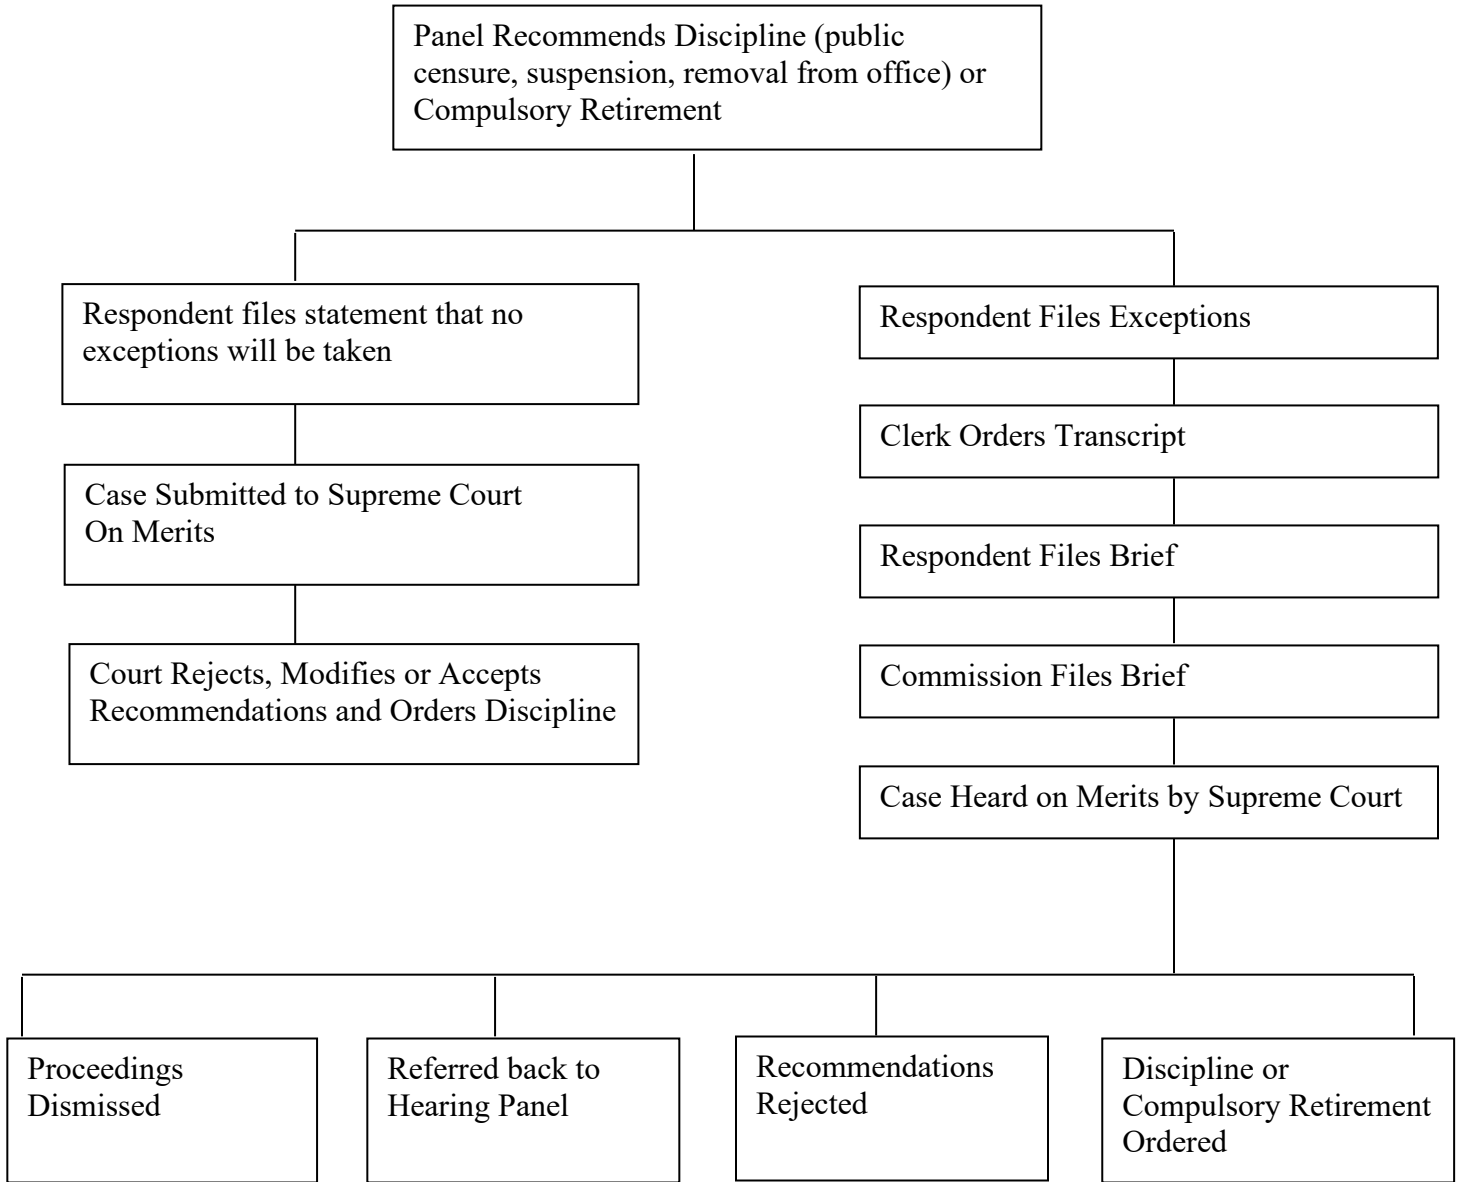 Panel Recommends Discipline (public
censure, suspension, removal from office) or
Compulsory Retirement
Respondent files statement that no
exceptions will be taken
Case Submitted to Supreme Court
On Merits
Court Rejects, Modifies or Accepts
Recommendations and Orders Discipline
Respondent Files Exceptions
Clerk Orders Transcript
Respondent Files Brief
Commission Files Brief
Case Heard on Merits by Supreme Court
Proceedings
Dismissed
Referred back to
Hearing Panel
Recommendations
Rejected
Discipline or
Compulsory Retirement
Ordered